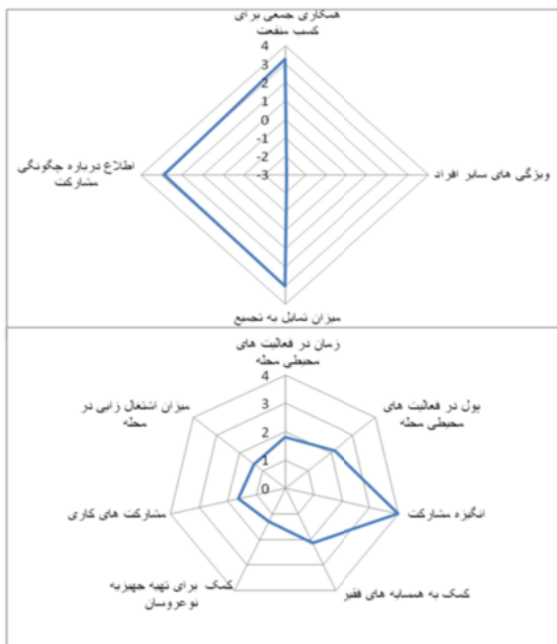 همکاری جمعی برای
کسب منفعت
4
3
2
1
0
-1
-2
-3
ویژگی های سایر افراد
اطلاع درباره چگونگی
مشارکت
میزان تمایل به تجمیع
زمان در فعالیت های
محیطی محله
4
3
2
1
0
پول در فعالیت های
محیطی محله
میزان اشتغال زایی در
محله
انگیزه مشارکت
مشارکت های کاری
کمک به همسایه های فقیر
کمک برای تهیه جهیزیه
نوعروسان